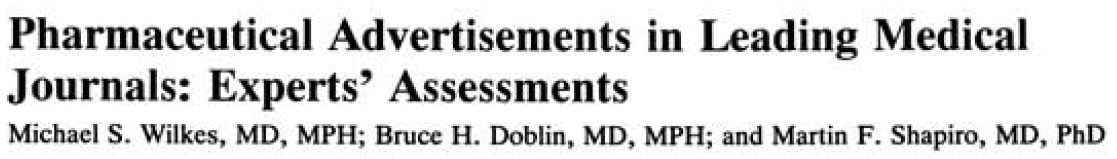 Pharmaceutical Advertisements in Leading Medical
Journals: Experts' Assessments
Michael S. Wilkes, MD, MPH; Bruce H. Doblin, MD, MPH; and Martin F. Shapiro, MD, PhD